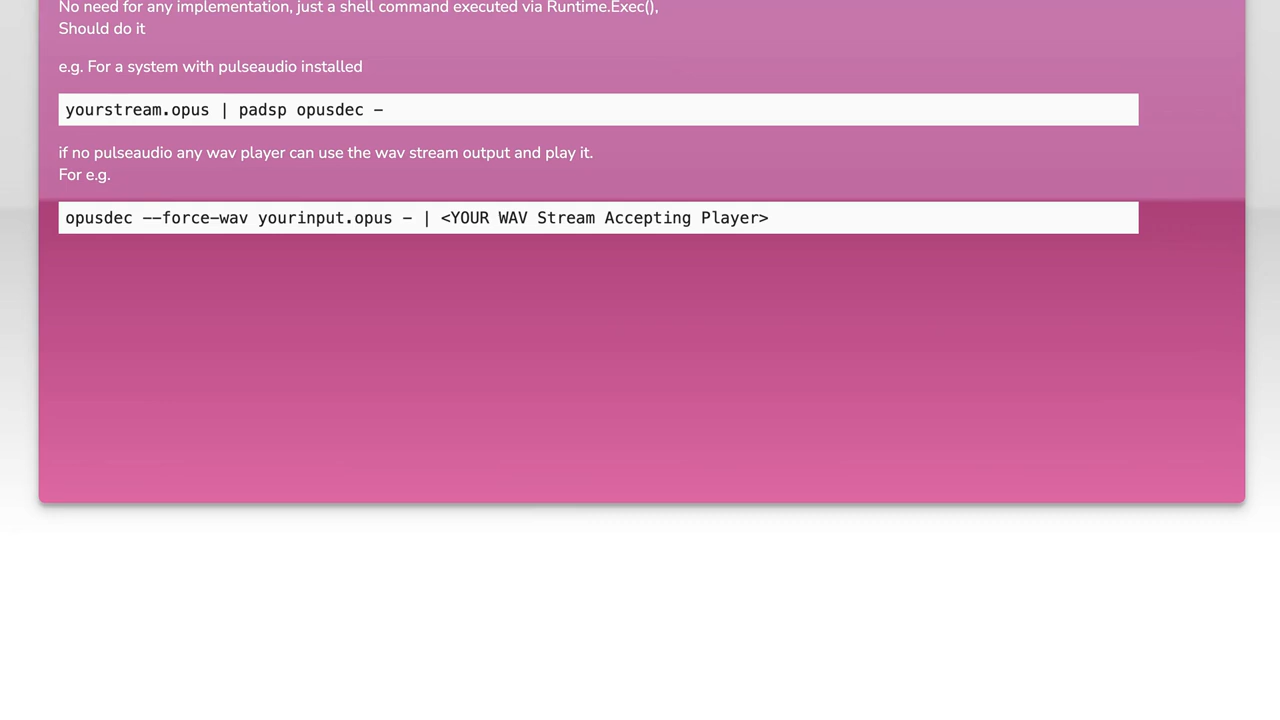 No need for any implementation, just a shell command executed via Runtime.Exec(),
Should do it
e.g. For a system with pulseaudio installed
yourstream.opus | padsp opusdec -
if no pulseaudio any wav player can use the wav stream output and play it.
For e.g.
opusdec --force-wav yourinput.opus - | <YOUR WAV Stream Accepting Player>